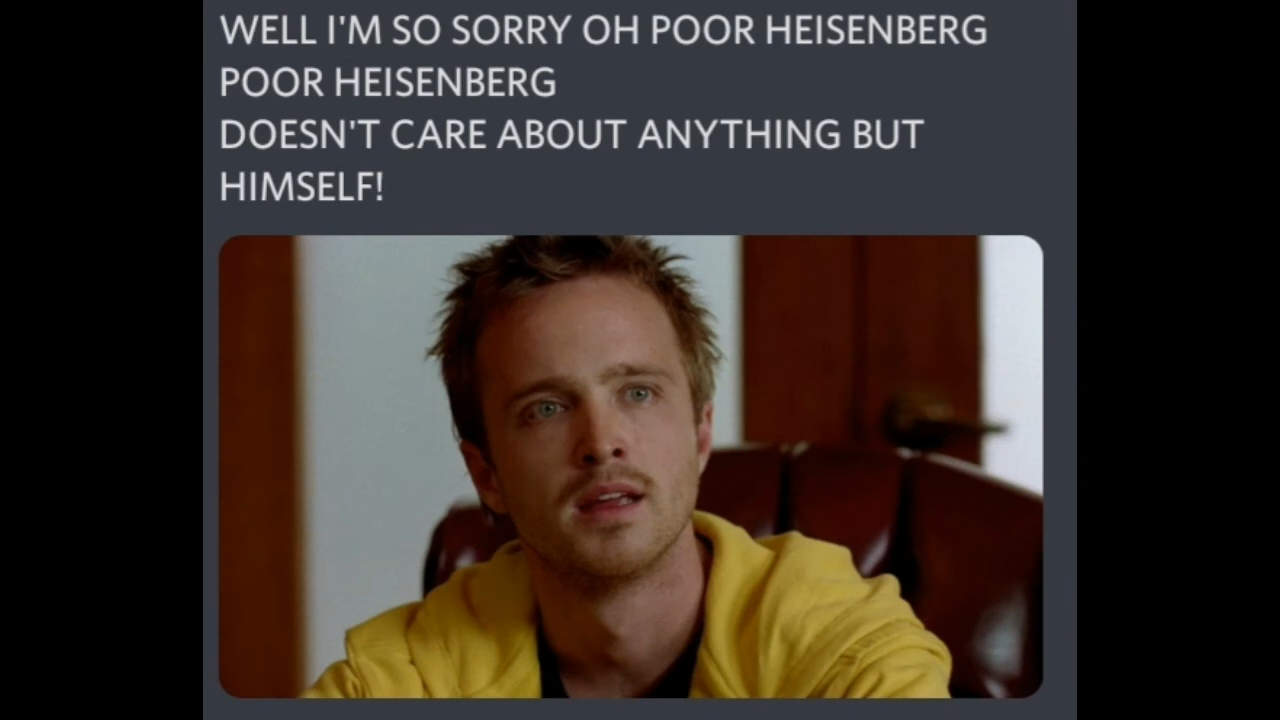 WELL I'M SO SORRY OH POOR HEISENBERG
POOR HEISENBERG
DOESN'T CARE ABOUT ANYTHING BUT
HIMSELF!